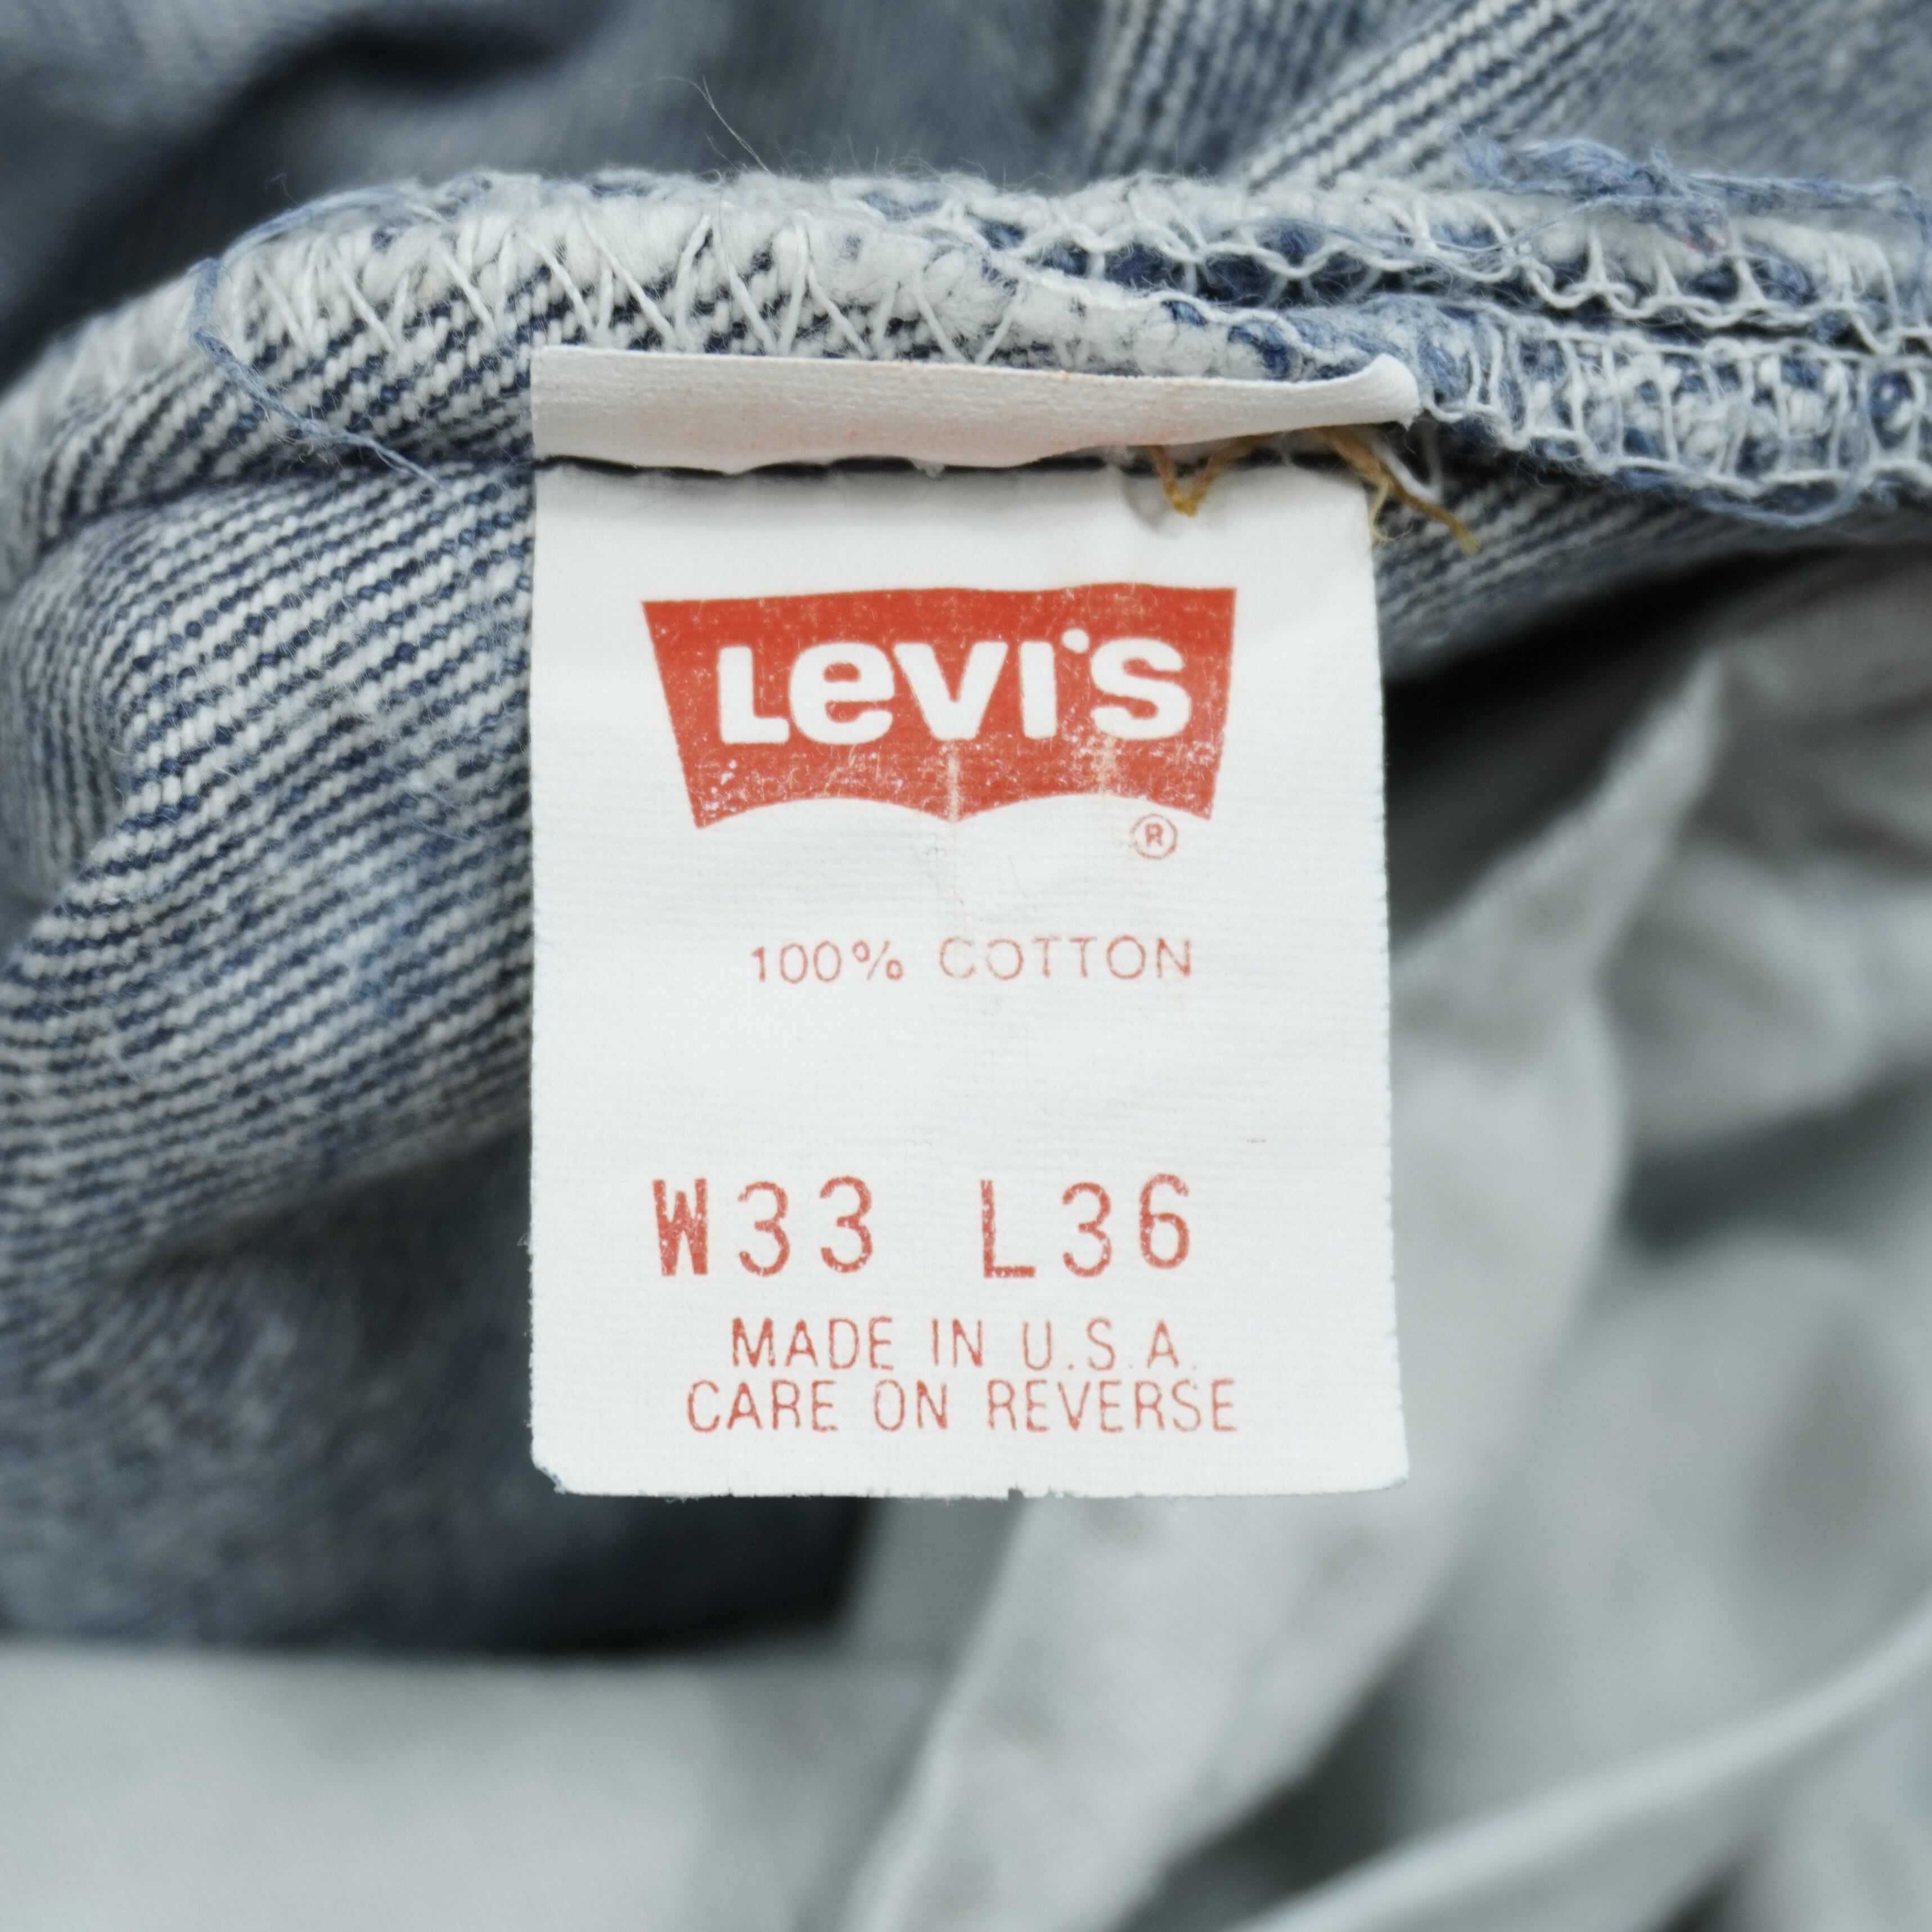 LEVI'S
®
100% COTTON
W33 L36
MADE IN U.S.A.
CARE ON REVERSE